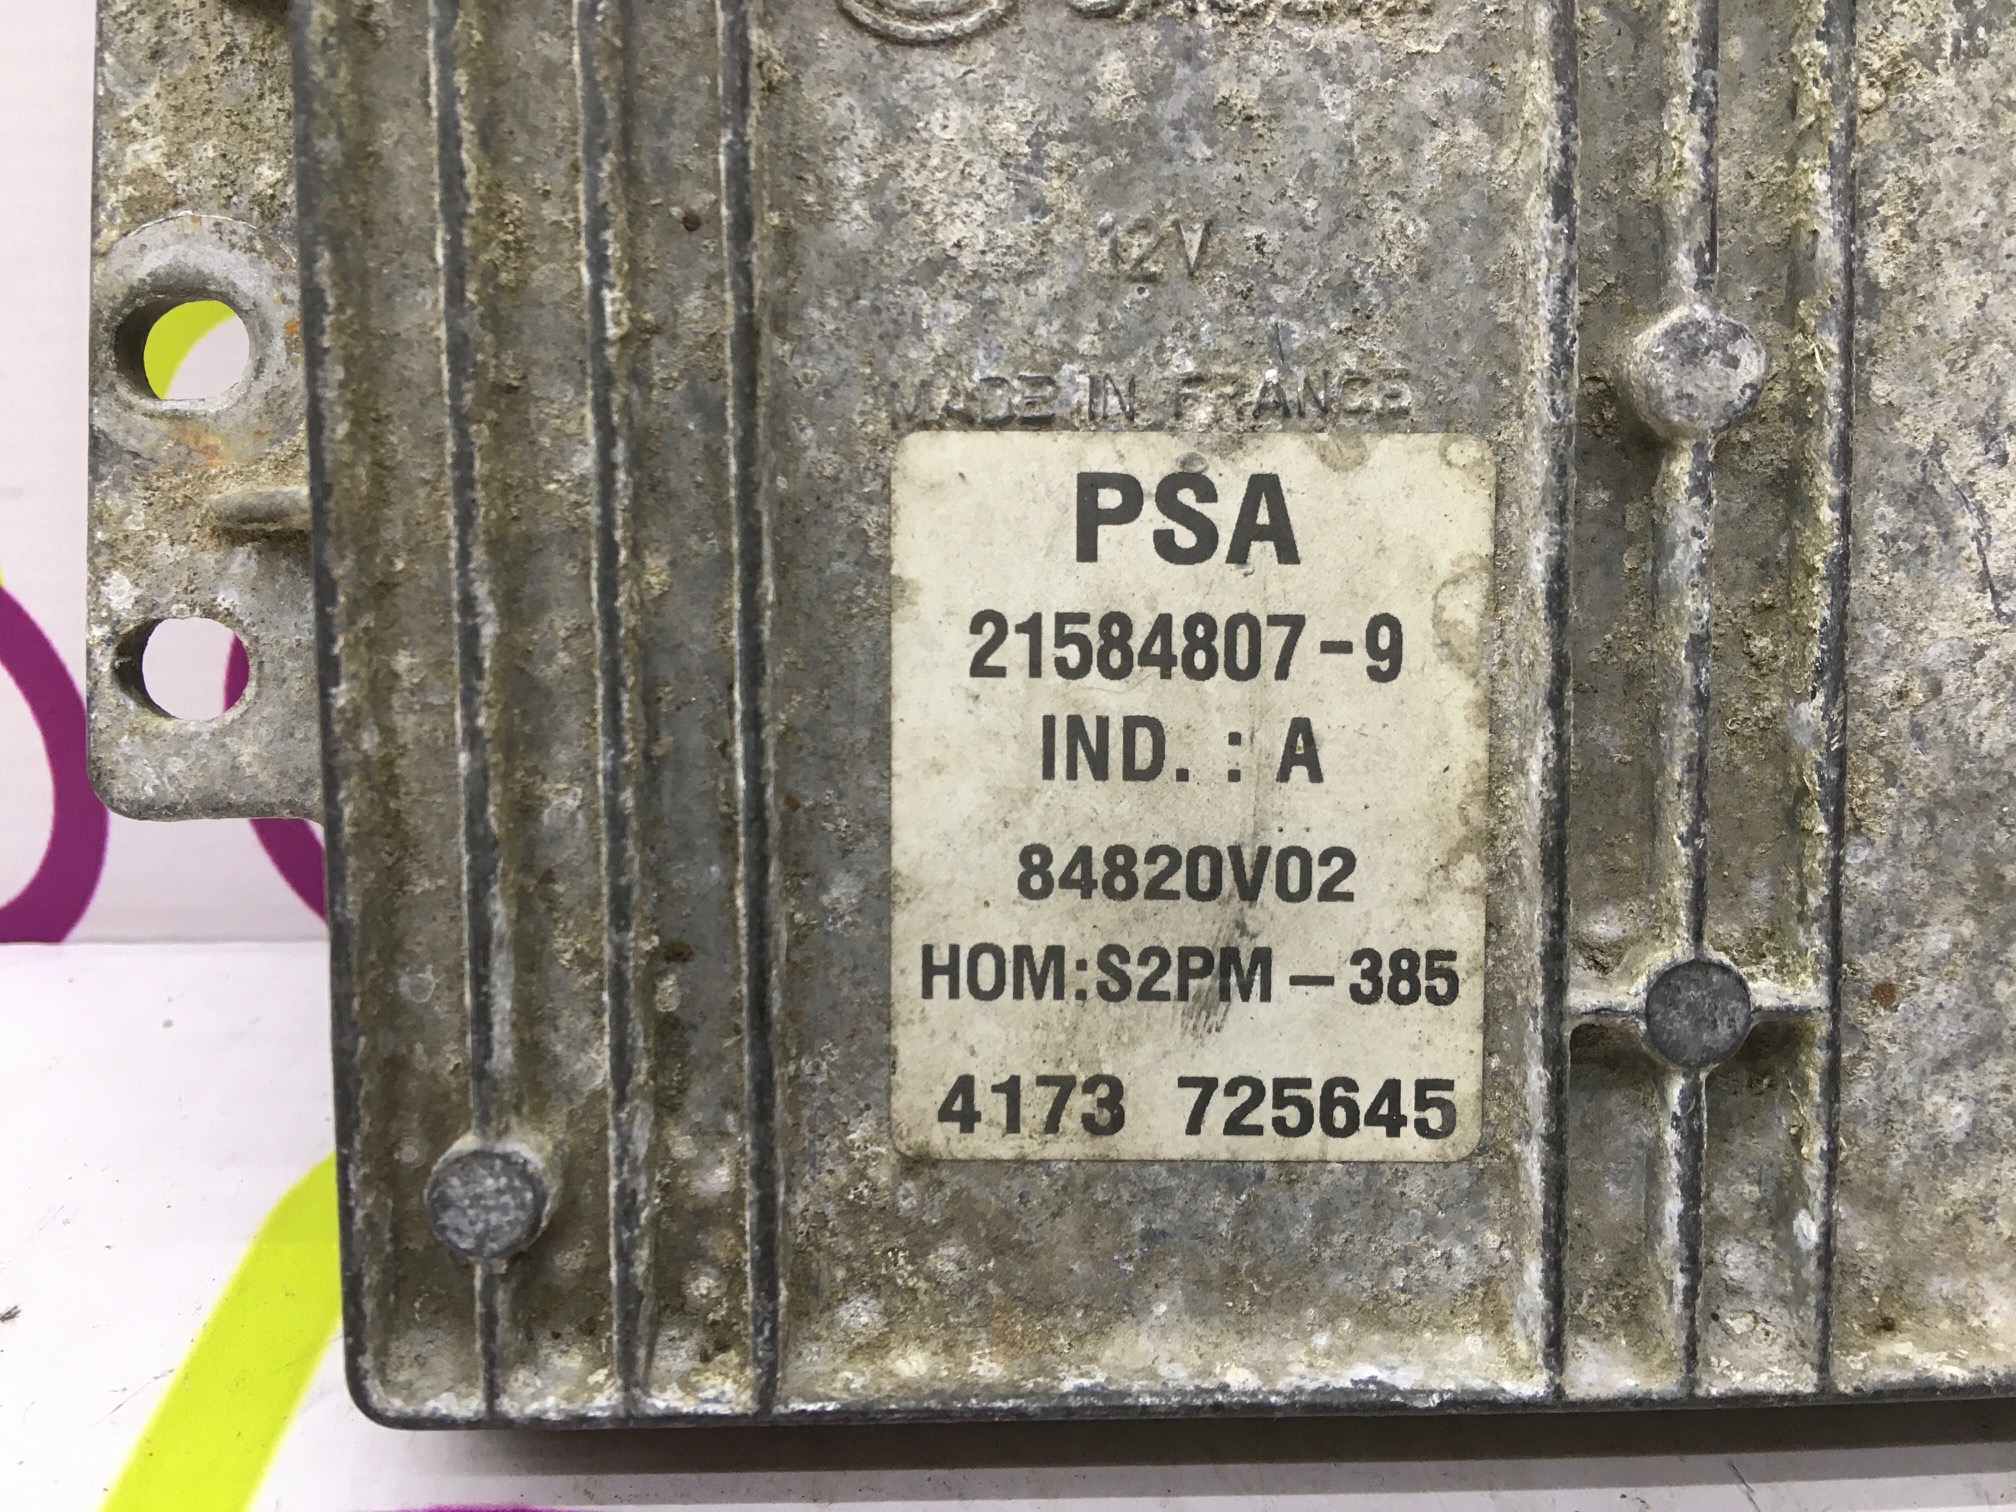 12V
MADE IN FRANCE
PSA
21584807-9
IND. : A
84820V02
HOM:S2PM-385
4173 725645